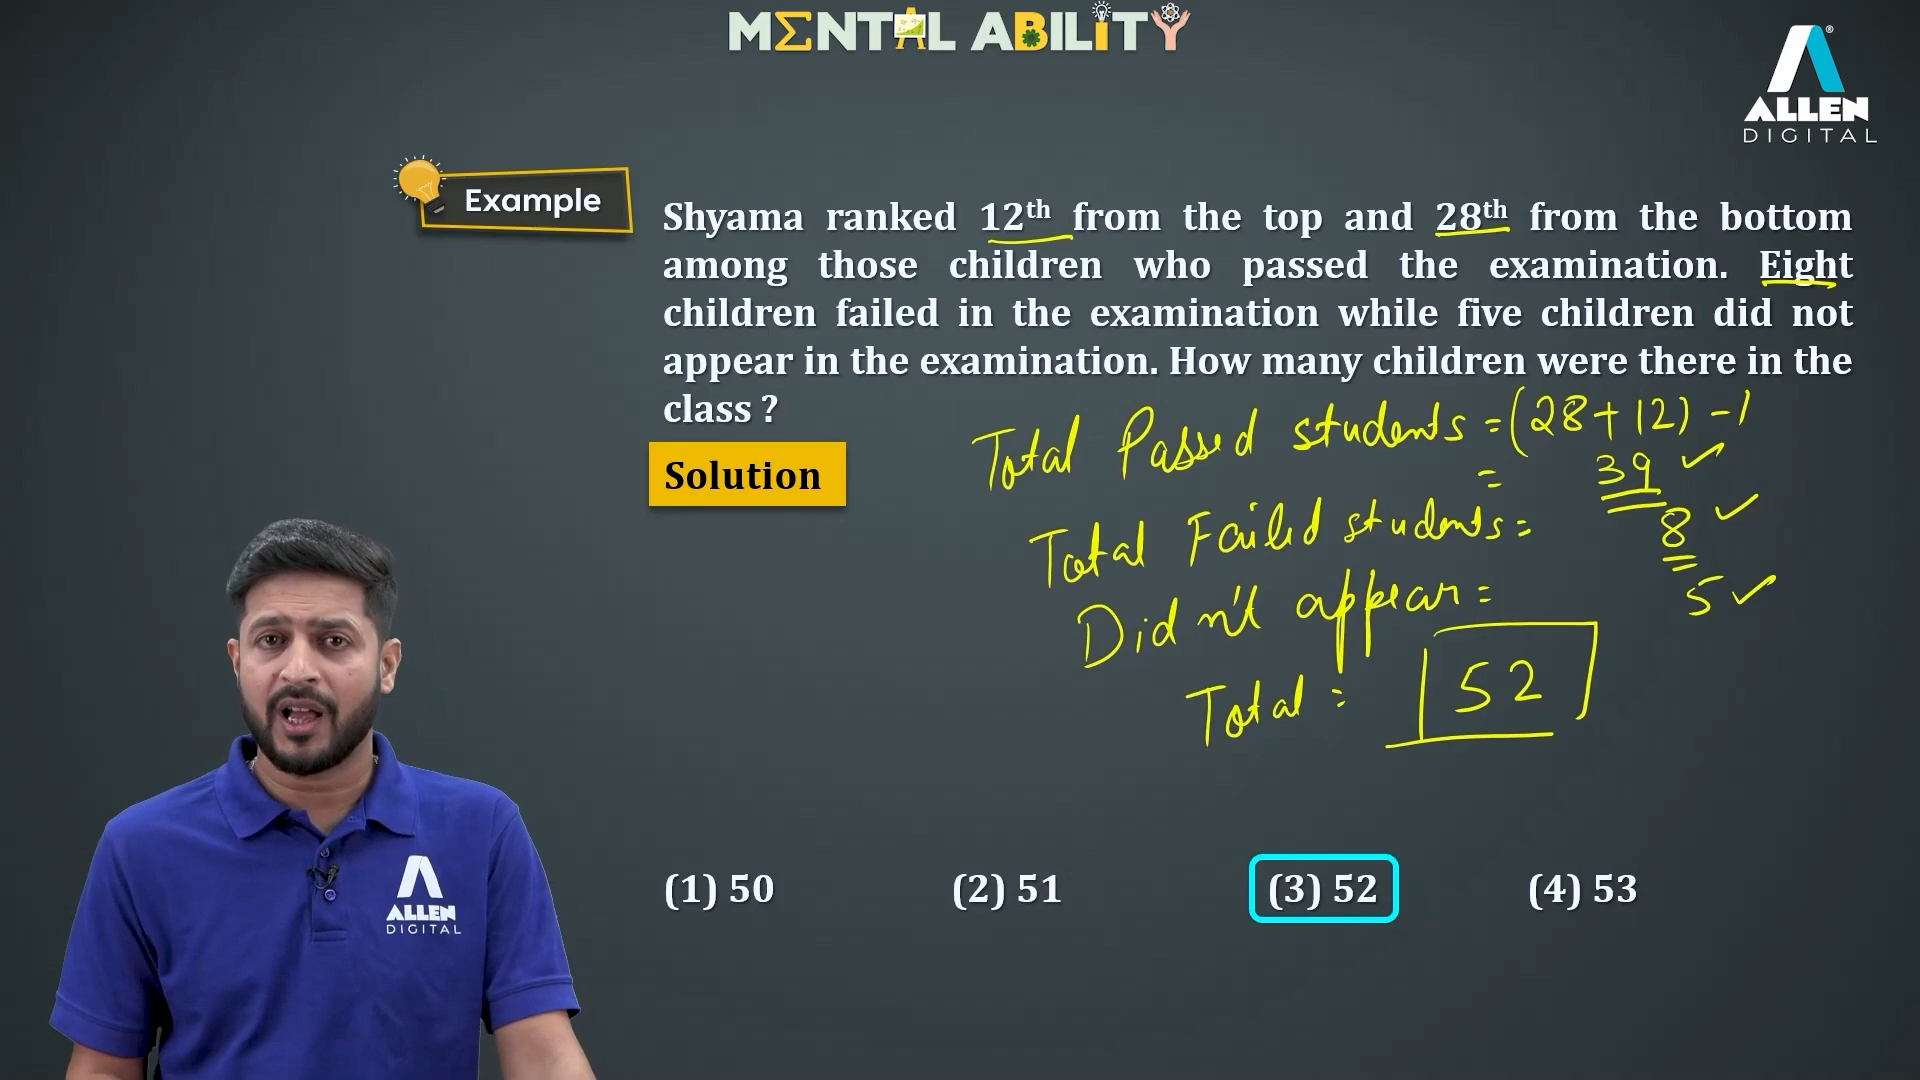 MENTAL ABILITY
ALLEN
DIGITAL
Example
Shyama ranked 12th from the top and 28th from the bottom
among those children who passed the examination. Eight
children failed in the examination while five children did not
appear in the examination. How many children were there in the
class ?
Total Passed students = (28+12) -1
= 39
Solution
Total Failed students = 8
Didn't appear = 5
Total = 52
(1) 50 (2) 51 (3) 52 (4) 53
ALLEN
DIGITAL